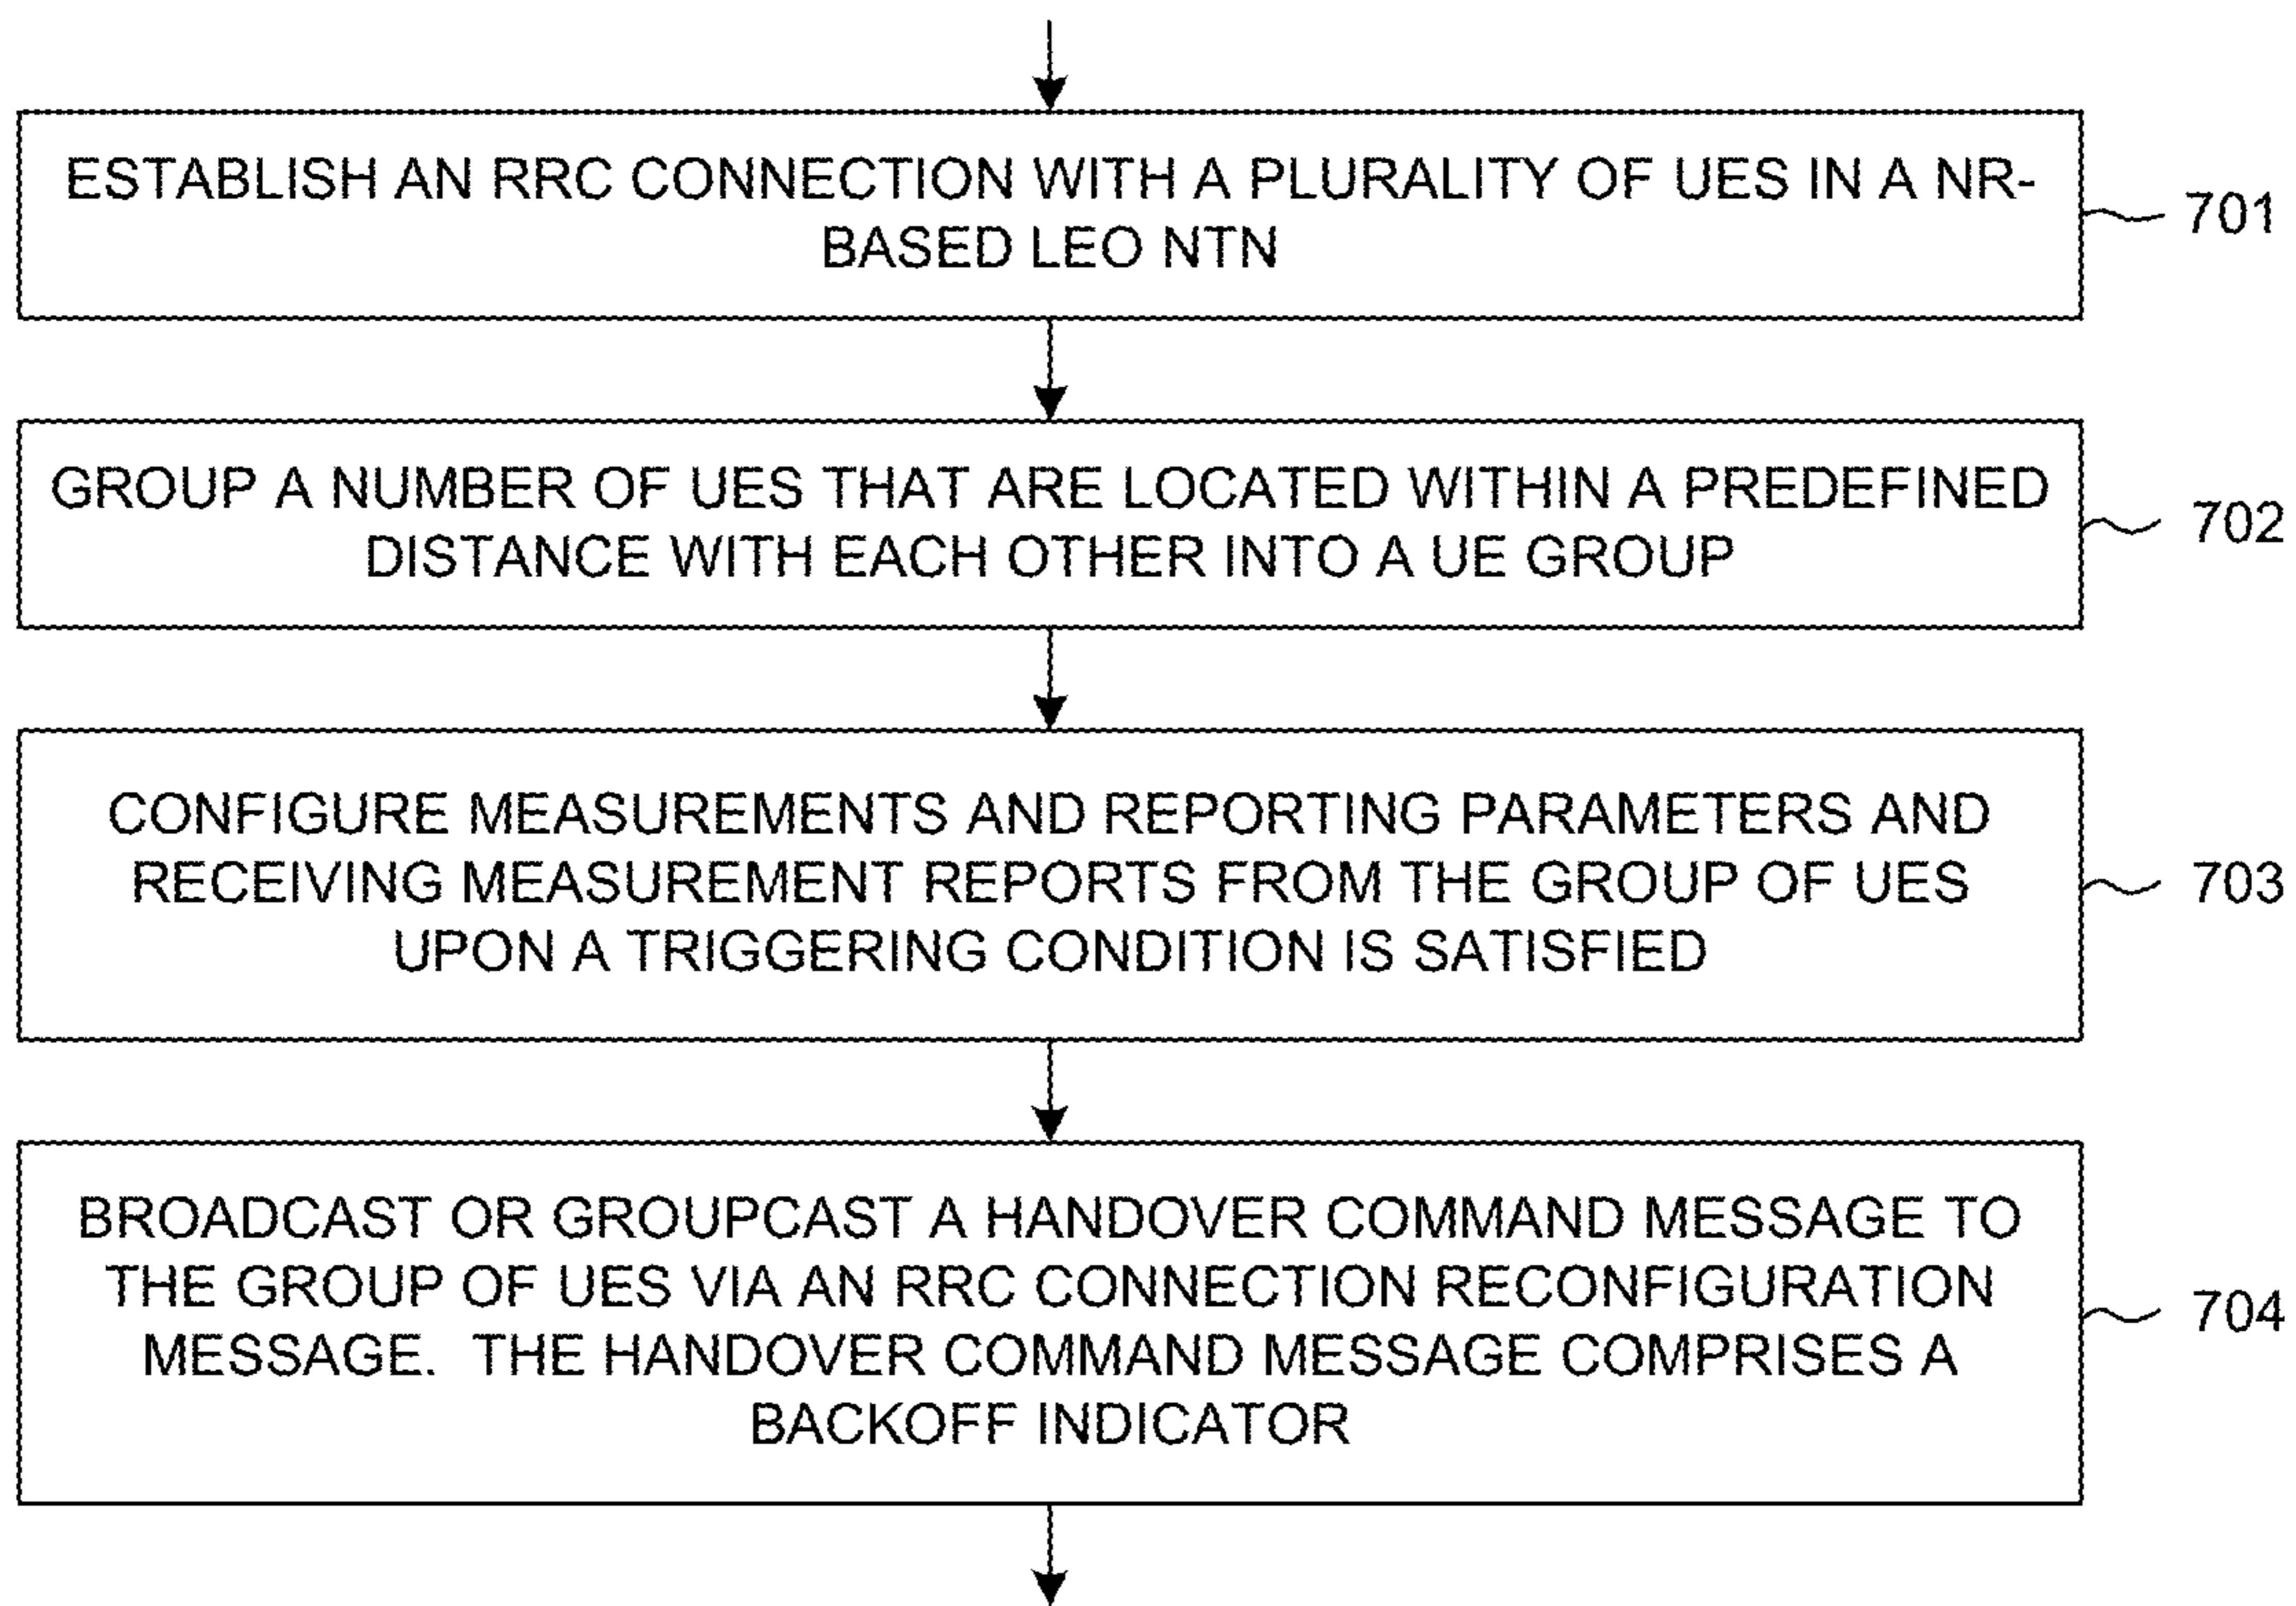 ESTABLISH AN RRC CONNECTION WITH A PLURALITY OF UES IN A NR-
BASED LEO NTN
701
GROUP A NUMBER OF UES THAT ARE LOCATED WITHIN A PREDEFINED
DISTANCE WITH EACH OTHER INTO A UE GROUP
702
CONFIGURE MEASUREMENTS AND REPORTING PARAMETERS AND
RECEIVING MEASUREMENT REPORTS FROM THE GROUP OF UES
UPON A TRIGGERING CONDITION IS SATISFIED
703
BROADCAST OR GROUPCAST A HANDOVER COMMAND MESSAGE TO
THE GROUP OF UES VIA AN RRC CONNECTION RECONFIGURATION
MESSAGE.  THE HANDOVER COMMAND MESSAGE COMPRISES A
BACKOFF INDICATOR
704